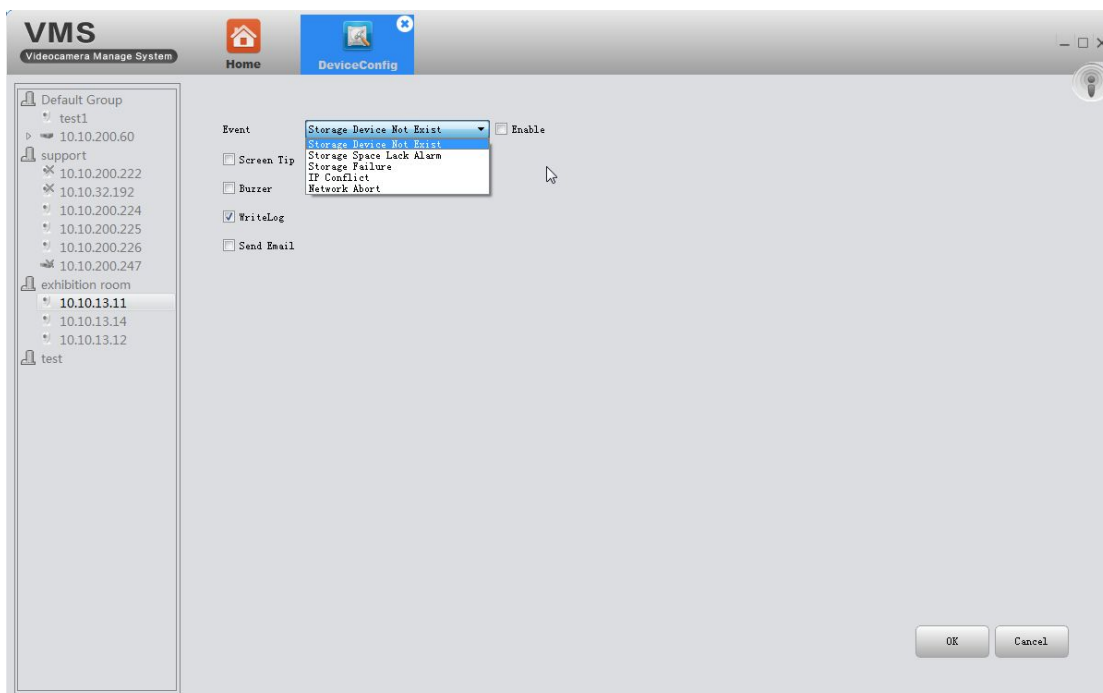 VMS
Videocamera Manage System
Home
DeviceConfig
Default Group
test1
10.10.200.60
support
10.10.200.222
10.10.32.192
10.10.200.224
10.10.200.225
10.10.200.226
10.10.200.247
exhibition room
10.10.13.11
10.10.13.14
10.10.13.12
test
Event Storage Device Not Exist Enable
Storage Device Not Exist
Storage Space Lack Alarm
Storage Failure
IP Conflict
Network Abort
Screen Tip
Buzzer
WriteLog
Send Email
OK Cancel